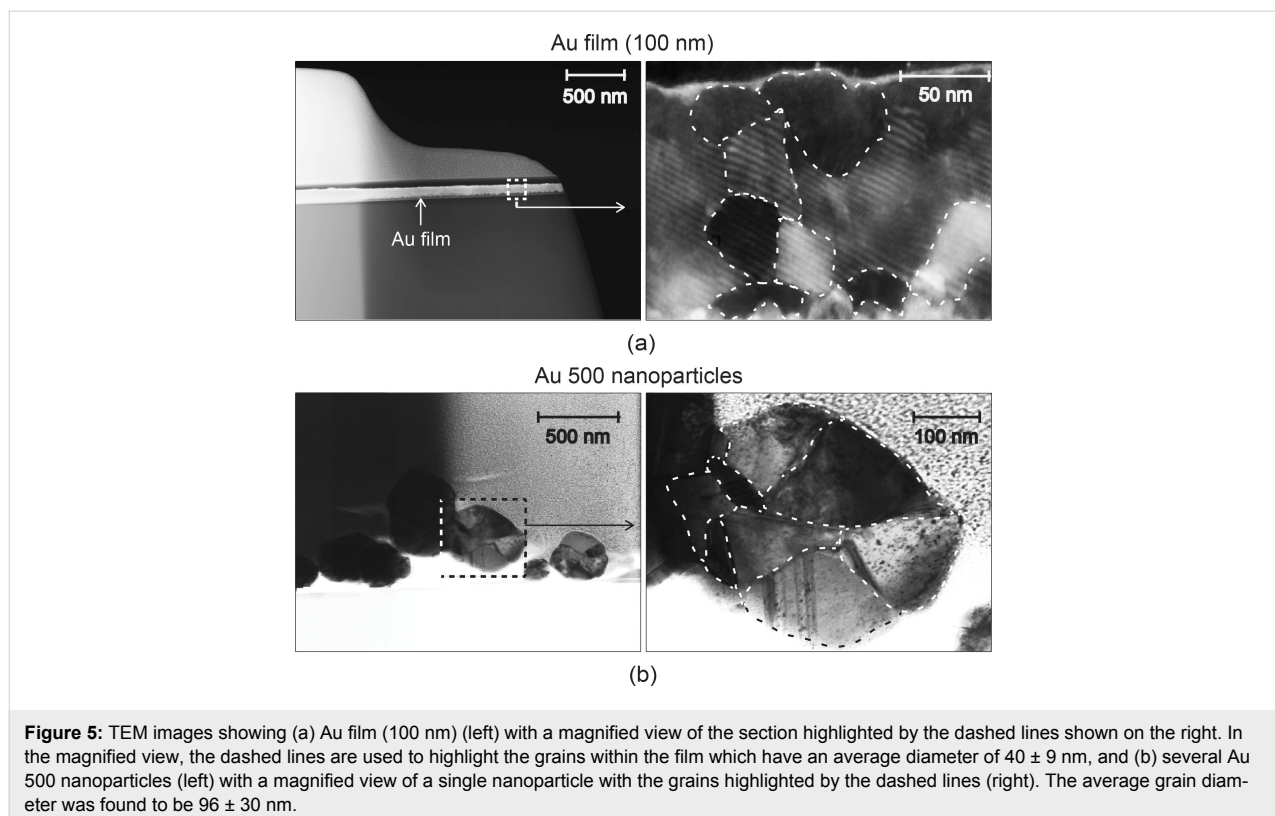 Au film (100 nm)
500 nm
50 nm
Au film
(a)
Au 500 nanoparticles
500 nm
100 nm
(b)
Figure 5: TEM images showing (a) Au film (100 nm) (left) with a magnified view of the section highlighted by the dashed lines shown on the right. In
the magnified view, the dashed lines are used to highlight the grains within the film which have an average diameter of 40 ± 9 nm, and (b) several Au
500 nanoparticles (left) with a magnified view of a single nanoparticle with the grains highlighted by the dashed lines (right). The average grain diam-
eter was found to be 96 ± 30 nm.